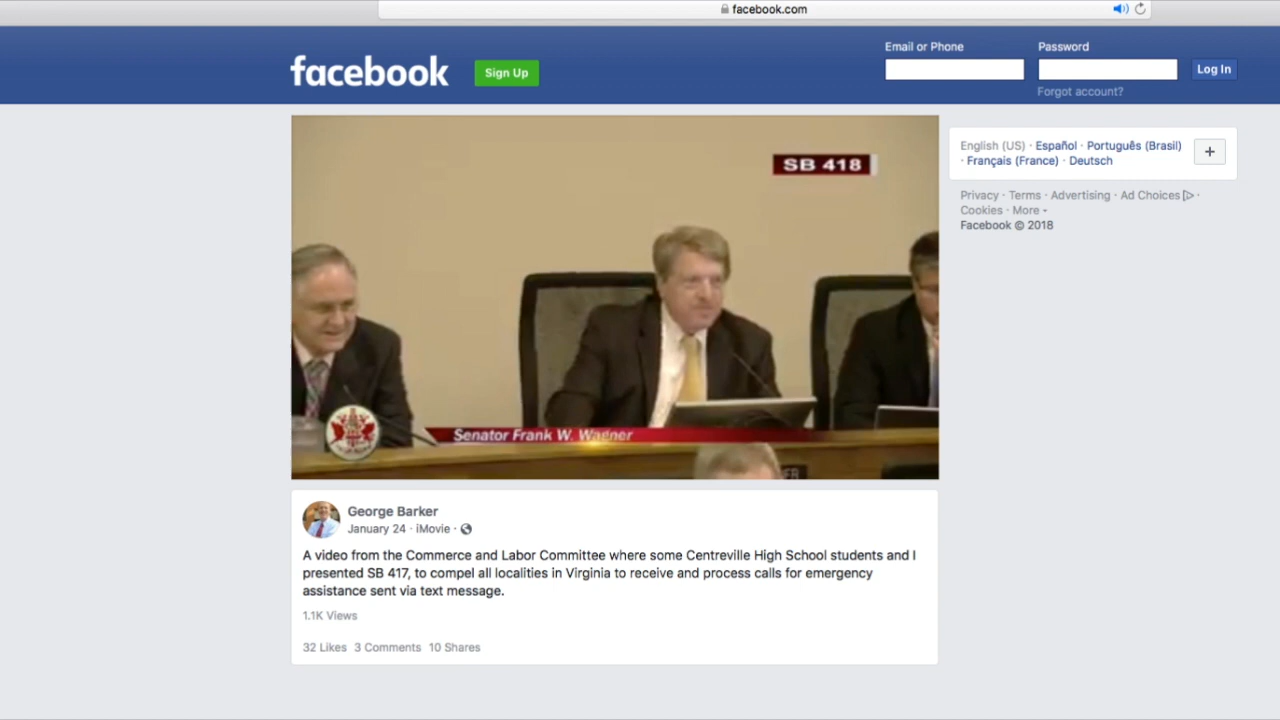 facebook.com
Email or Phone
Password
facebook
Sign Up
Log In
Forgot account?
SB 418
Senator Frank W. Wagner
English (US) · Español · Português (Brasil)
· Français (France) · Deutsch
+
Privacy · Terms · Advertising · Ad Choices ·
Cookies · More
Facebook © 2018
George Barker
January 24 · iMovie ·
A video from the Commerce and Labor Committee where some Centreville High School students and I
presented SB 417, to compel all localities in Virginia to receive and process calls for emergency
assistance sent via text message.
1.1K Views
32 Likes 3 Comments 10 Shares